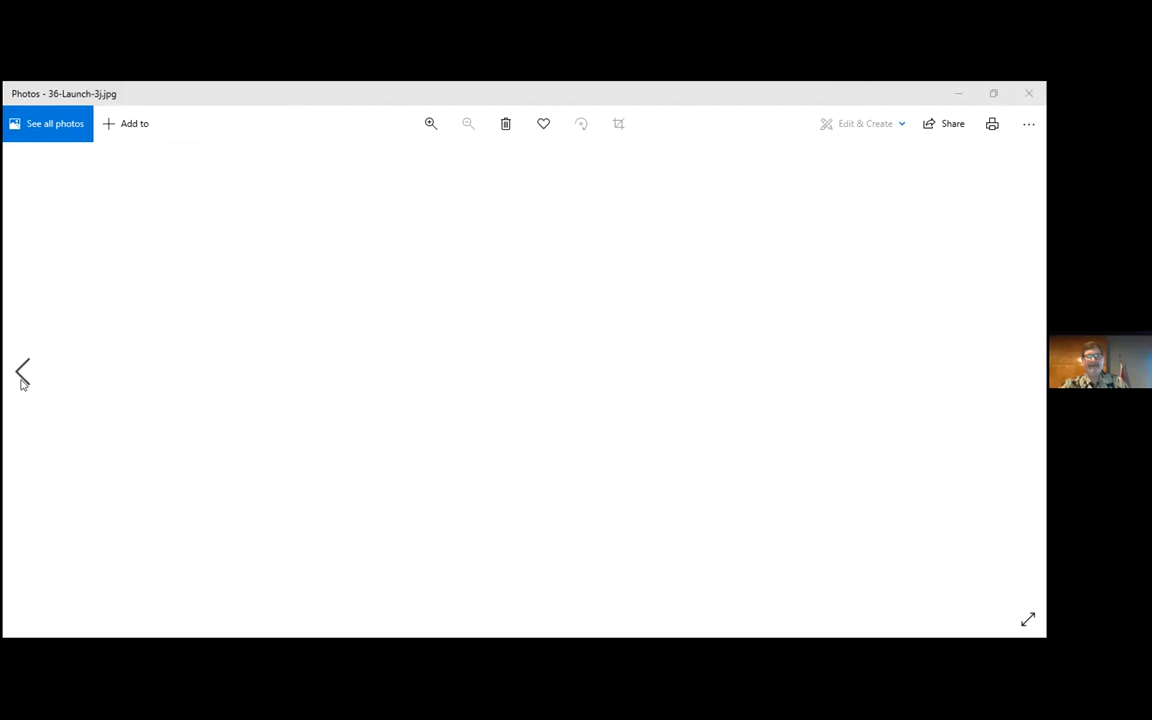 Photos - 36-Launch-3j.jpg
See all photos
Add to
Edit & Create
Share